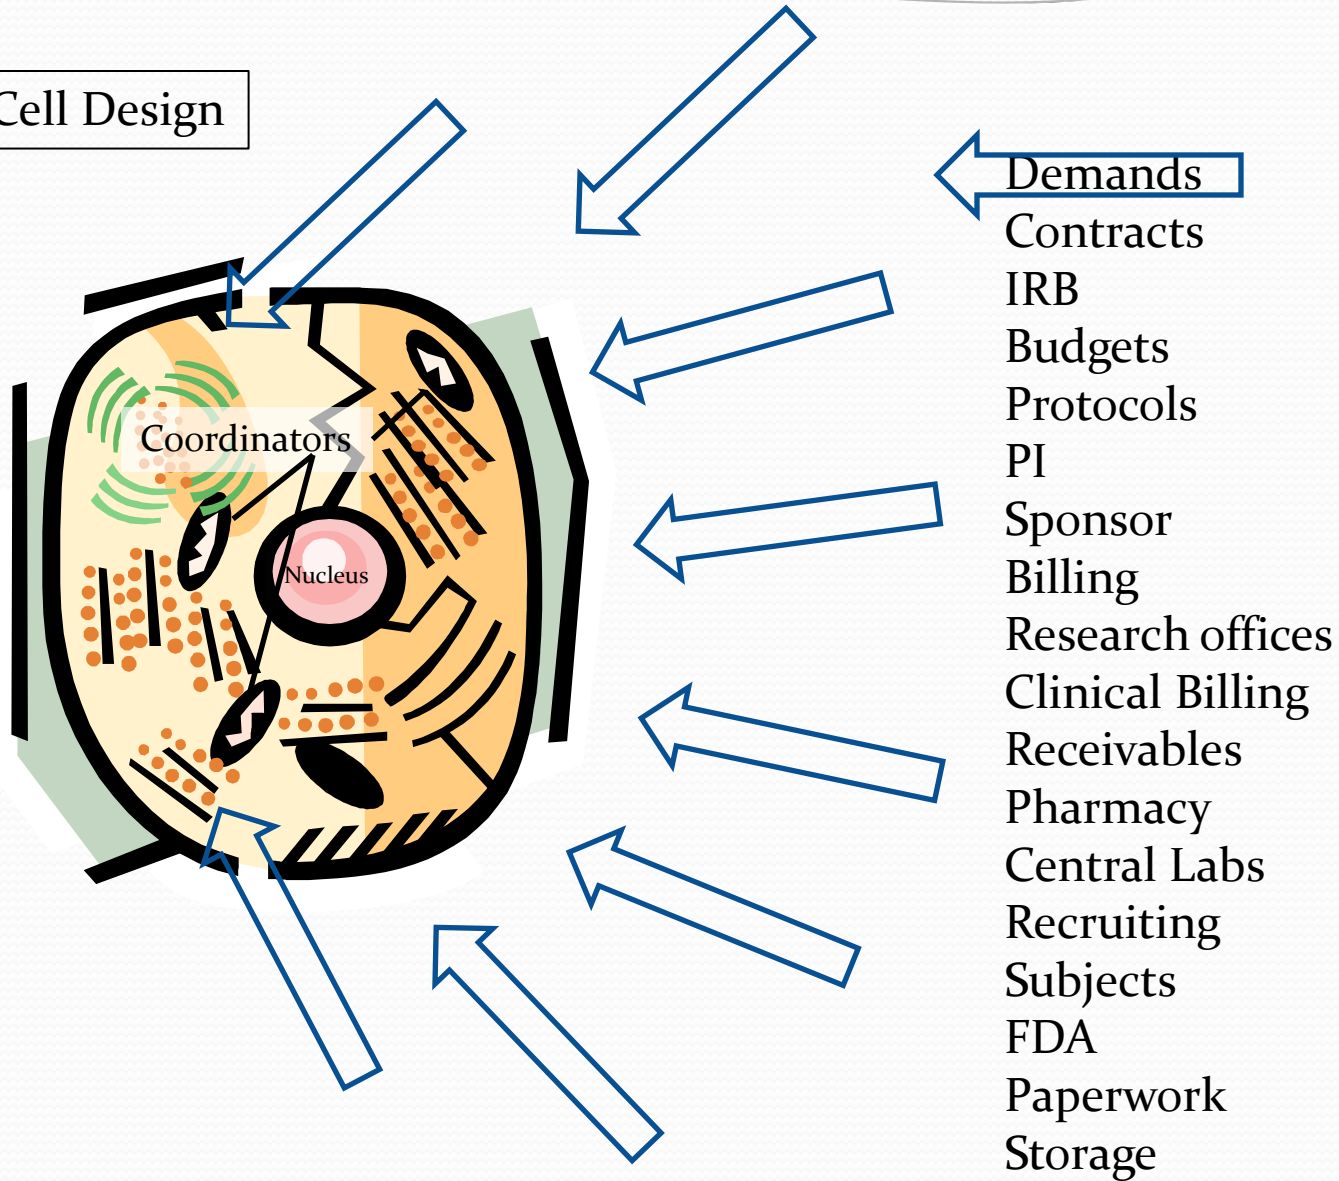 Cell Design
Coordinators
Nucleus
Demands
Contracts
IRB
Budgets
Protocols
PI
Sponsor
Billing
Research offices
Clinical Billing
Receivables
Pharmacy
Central Labs
Recruiting
Subjects
FDA
Paperwork
Storage